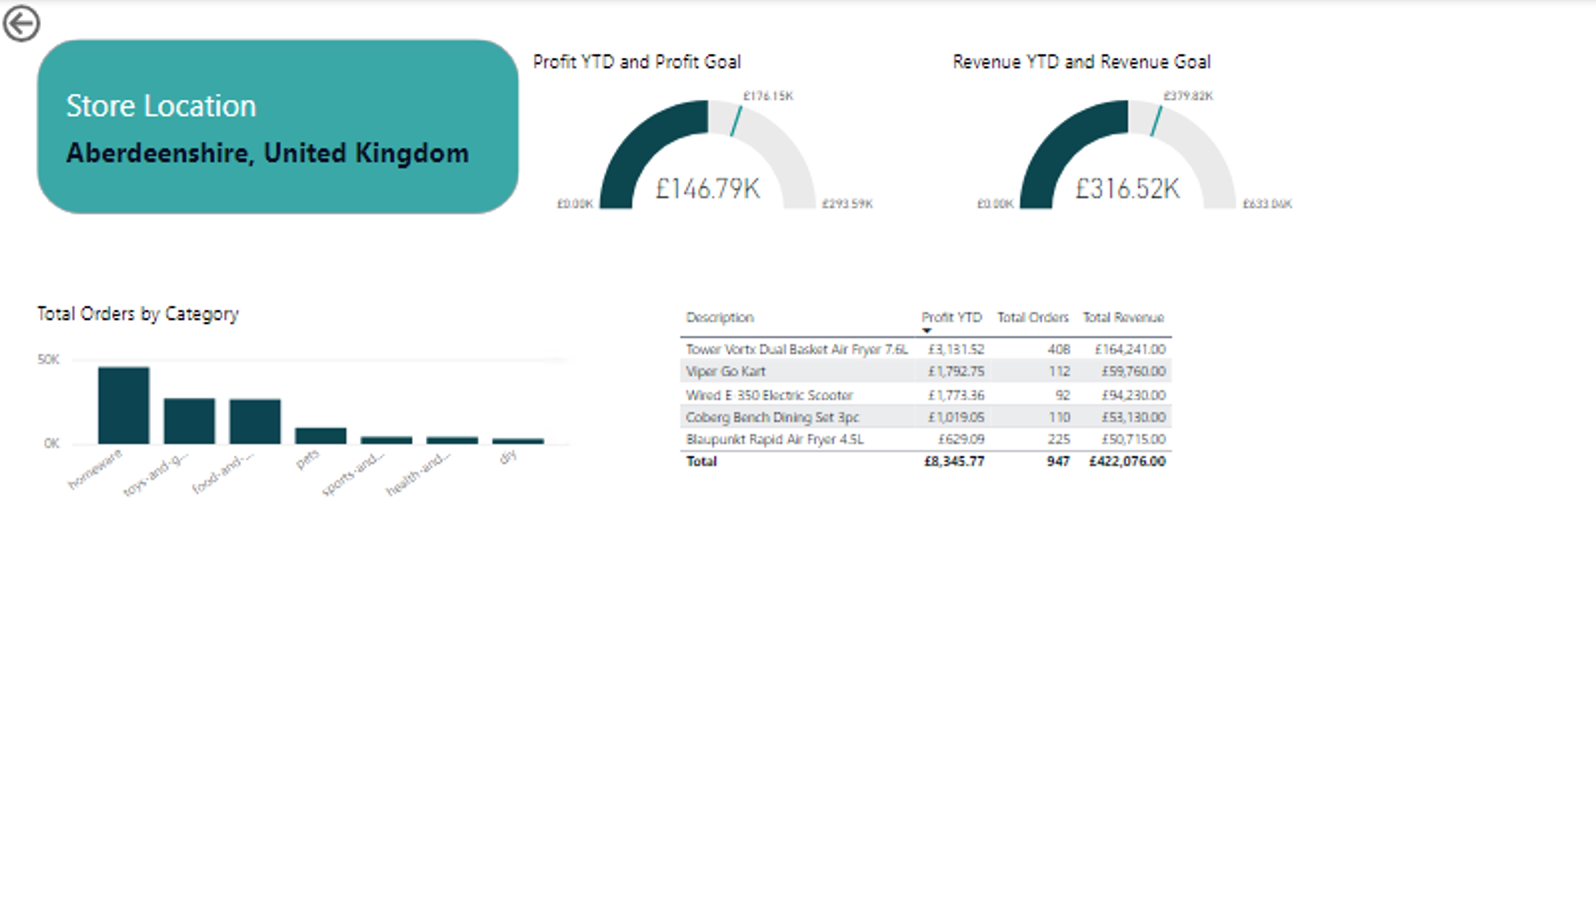 Store Location
Aberdeenshire, United Kingdom
Profit YTD and Profit Goal
£176.15K
£146.79K
£0.00K
£293.59K
Revenue YTD and Revenue Goal
£379.82K
£316.52K
£0.00K
£633.04K
Total Orders by Category
50K
0K
homeware
toys-and-g...
food-and-...
pets
sports-and...
health-and...
diy
Description Profit YTD Total Orders Total Revenue
Tower Vortx Dual Basket Air Fryer 7.6L £3,131.52 408 £164,241.00
Viper Go Kart £1,792.75 112 £59,760.00
Wired E 350 Electric Scooter £1,773.36 92 £94,230.00
Coberg Bench Dining Set 3pc £1,019.05 110 £53,130.00
Blaupunkt Rapid Air Fryer 4.5L £629.09 225 £50,715.00
Total £8,345.77 947 £422,076.00